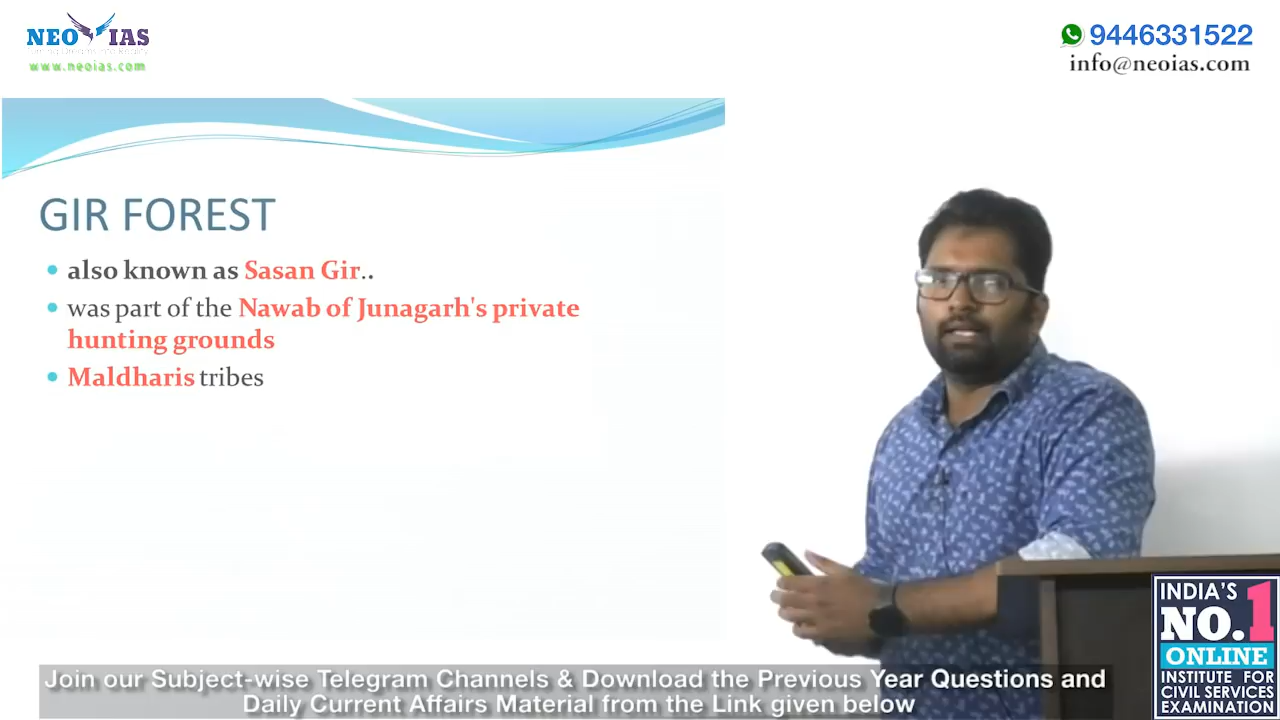 NEO IAS
www.neoias.com
9446331522
info@neoias.com
GIR FOREST
also known as Sasan Gir..
was part of the Nawab of Junagarh's private
hunting grounds
Maldharis tribes
INDIA'S
NO.1
ONLINE
INSTITUTE FOR
CIVIL SERVICES
EXAMINATION
Join our Subject-wise Telegram Channels & Download the Previous Year Questions and
Daily Current Affairs Material from the Link given below